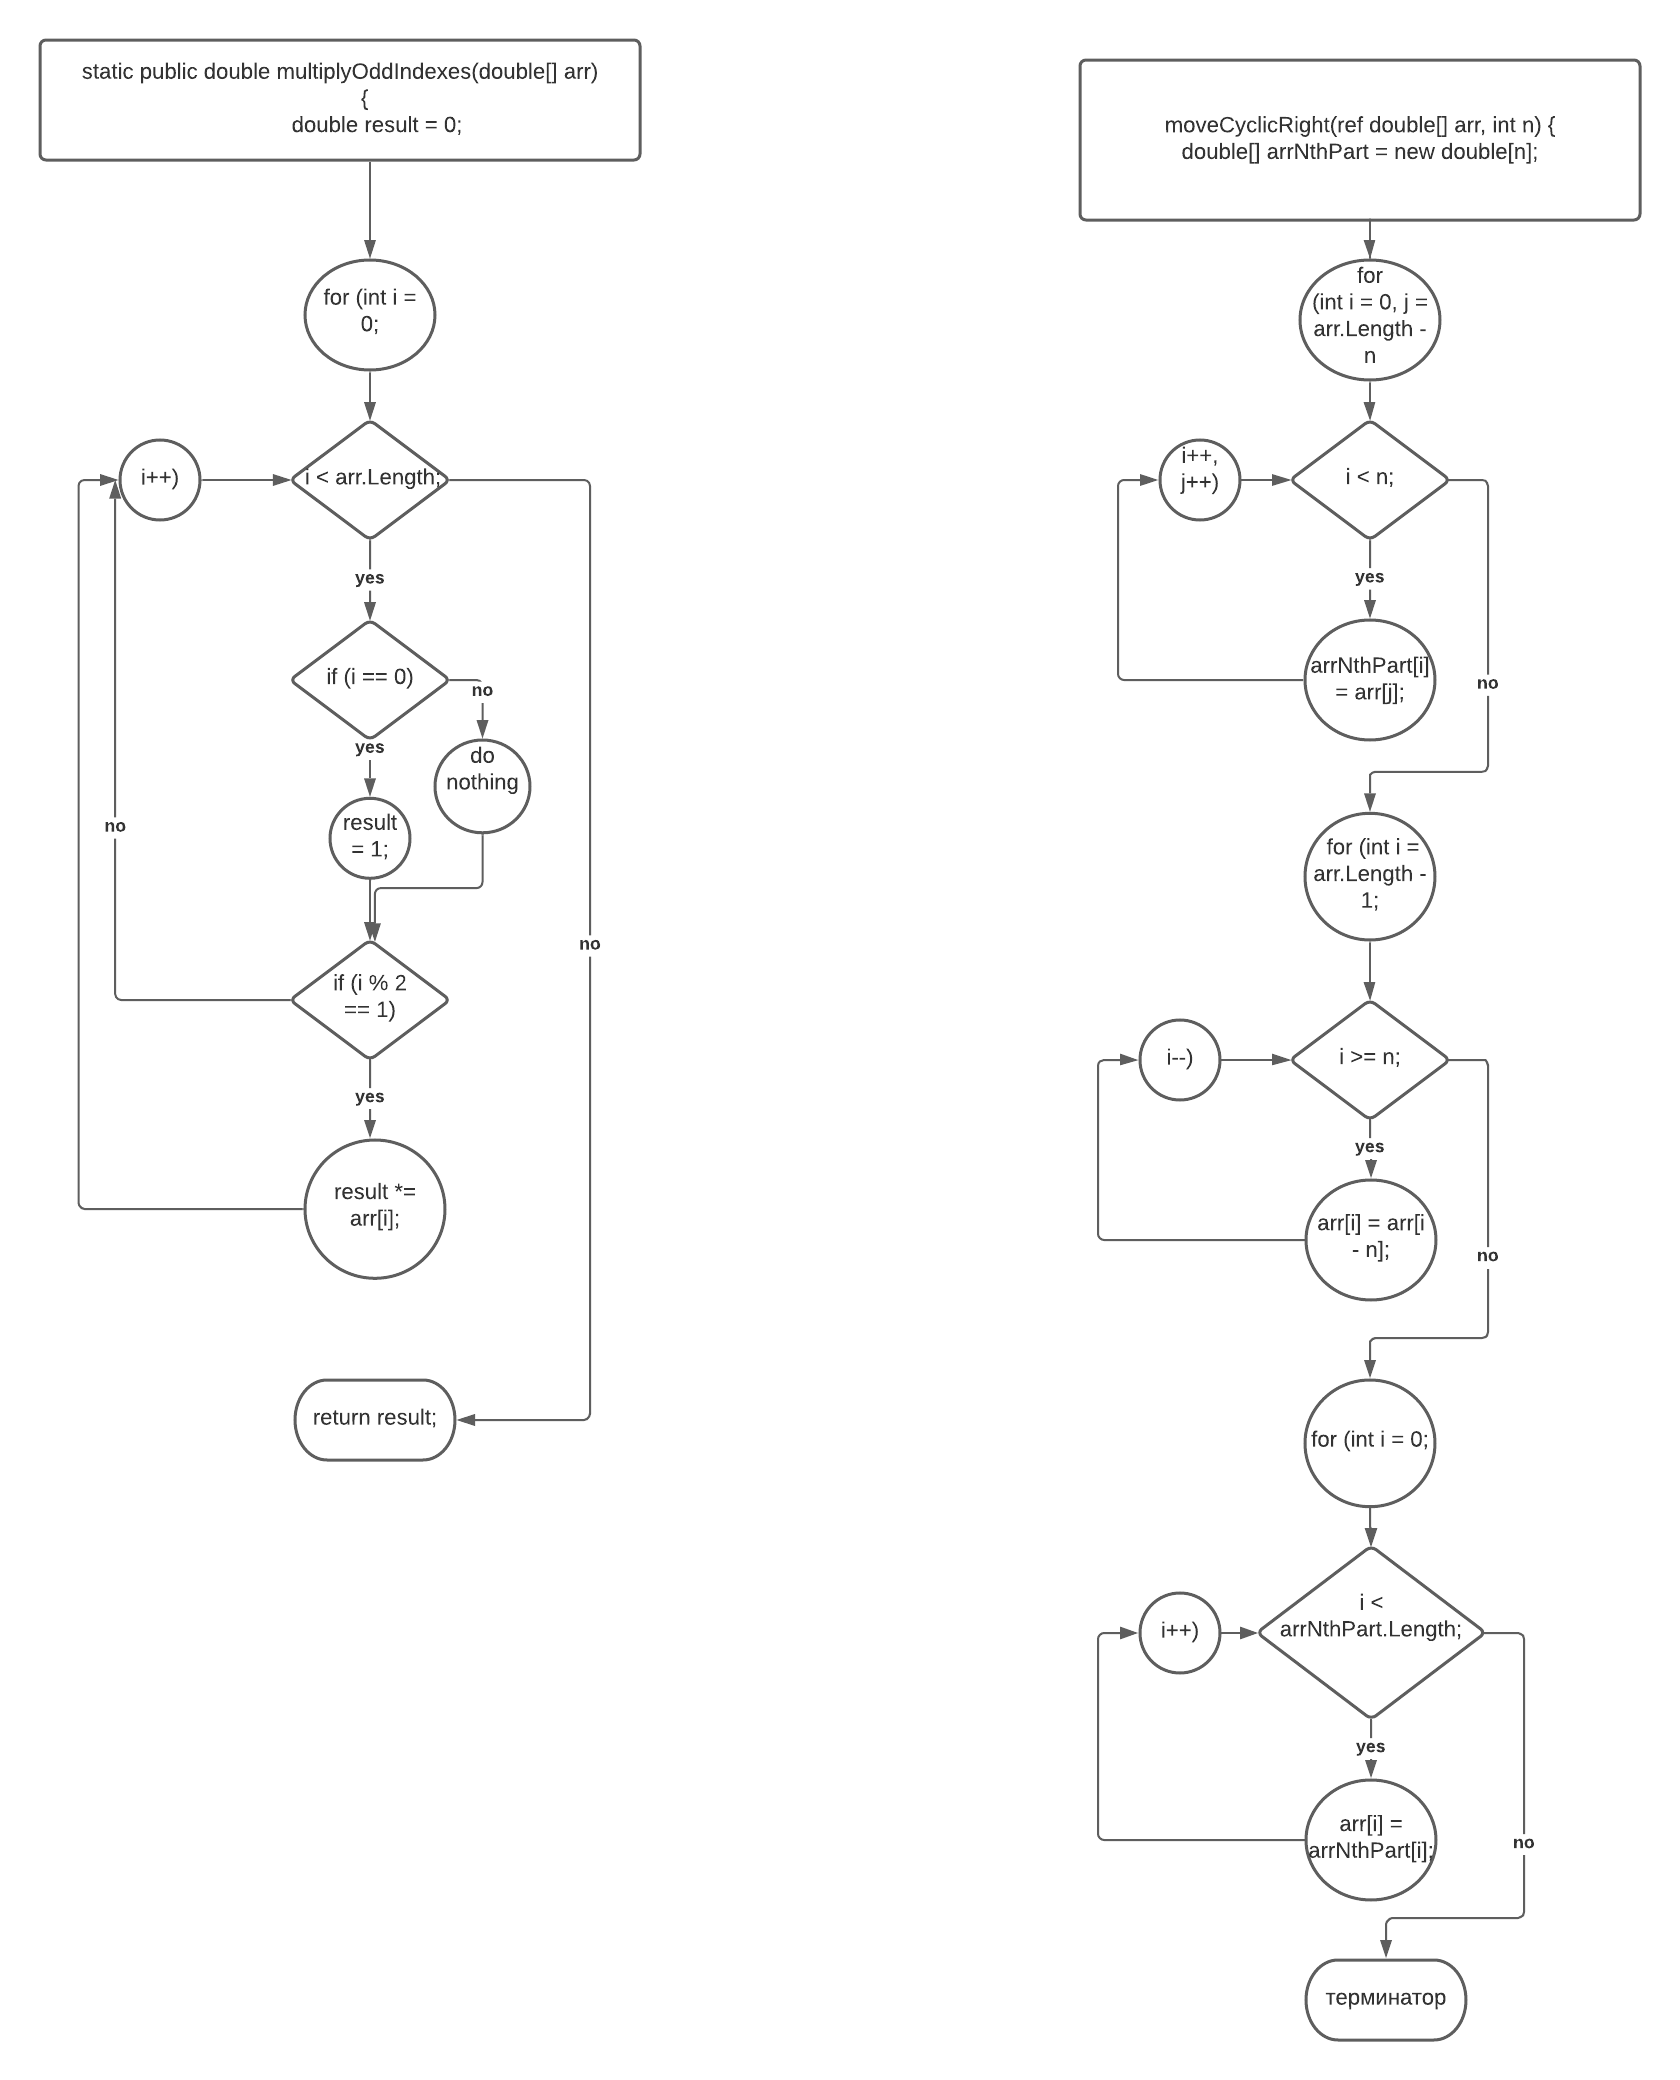 static public double multiplyOddIndexes(double[] arr)
{
double result = 0;
for (int i =
0;
i++)
i < arr.Length;
yes
if (i == 0)
no
yes
do
nothing
result
= 1;
no
no
if (i % 2
== 1)
yes
result *=
arr[i];
return result;
moveCyclicRight(ref double[] arr, int n) {
double[] arrNthPart = new double[n];
for
(int i = 0, j =
arr.Length -
n
i++,
j++)
i < n;
yes
arrNthPart[i]
= arr[j];
no
for (int i =
arr.Length -
1;
i--)
i >= n;
yes
arr[i] = arr[i
- n];
no
for (int i = 0;
i++)
i <
arrNthPart.Length;
yes
arr[i] =
arrNthPart[i];
no
терминатор